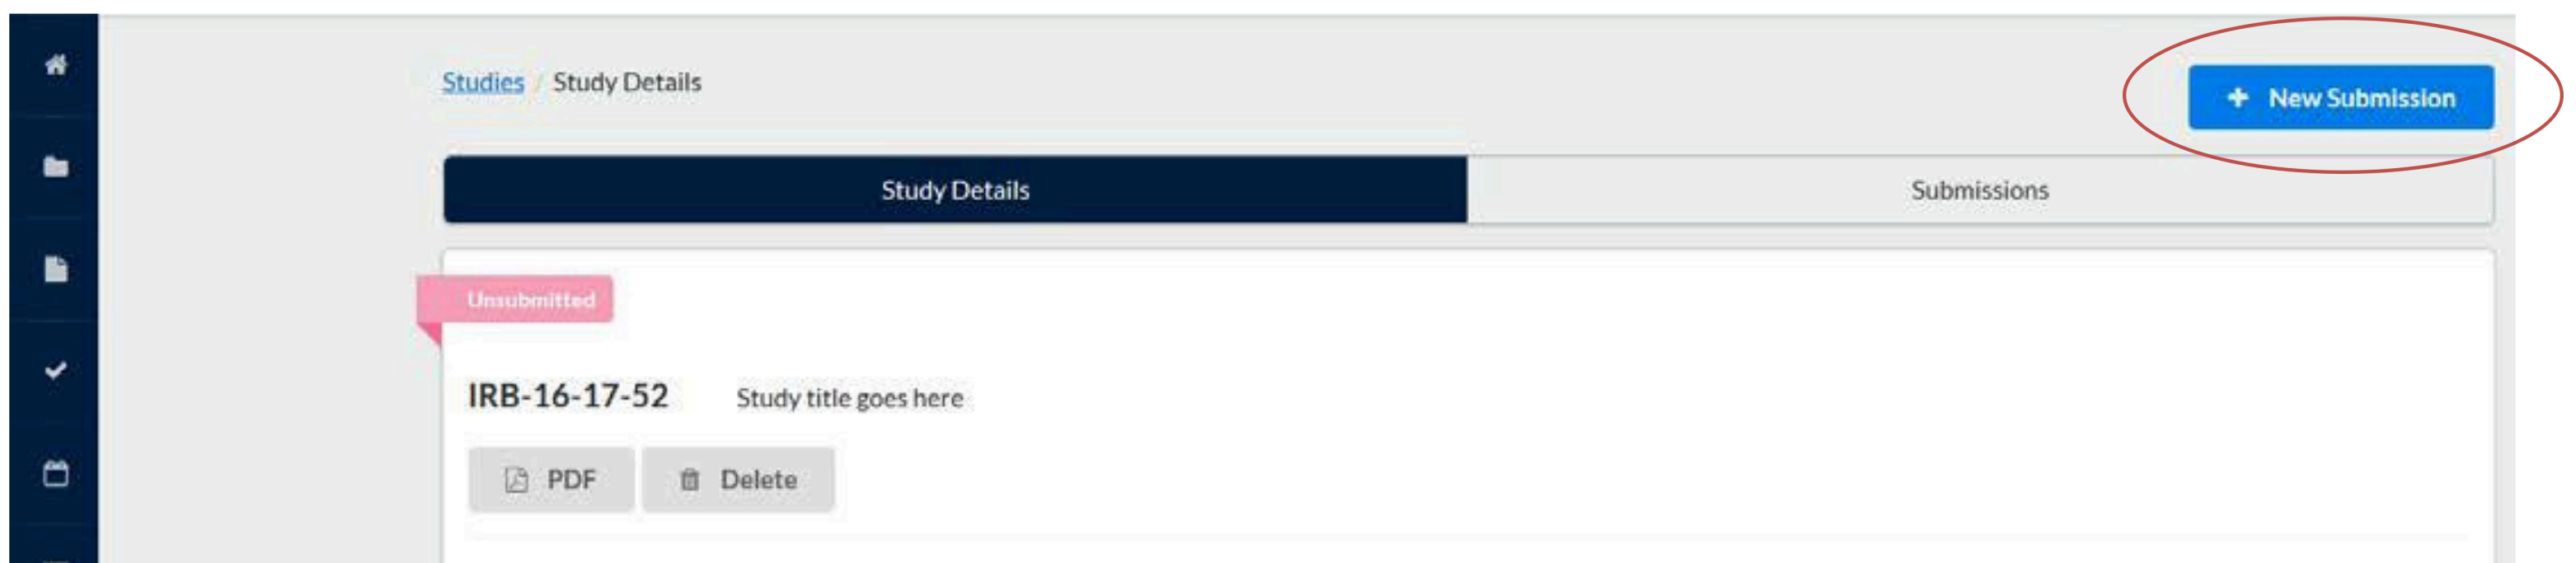 Studies / Study Details
+ New Submission
Study Details
Submissions
Unsubmitted
IRB-16-17-52
Study title goes here
PDF
Delete